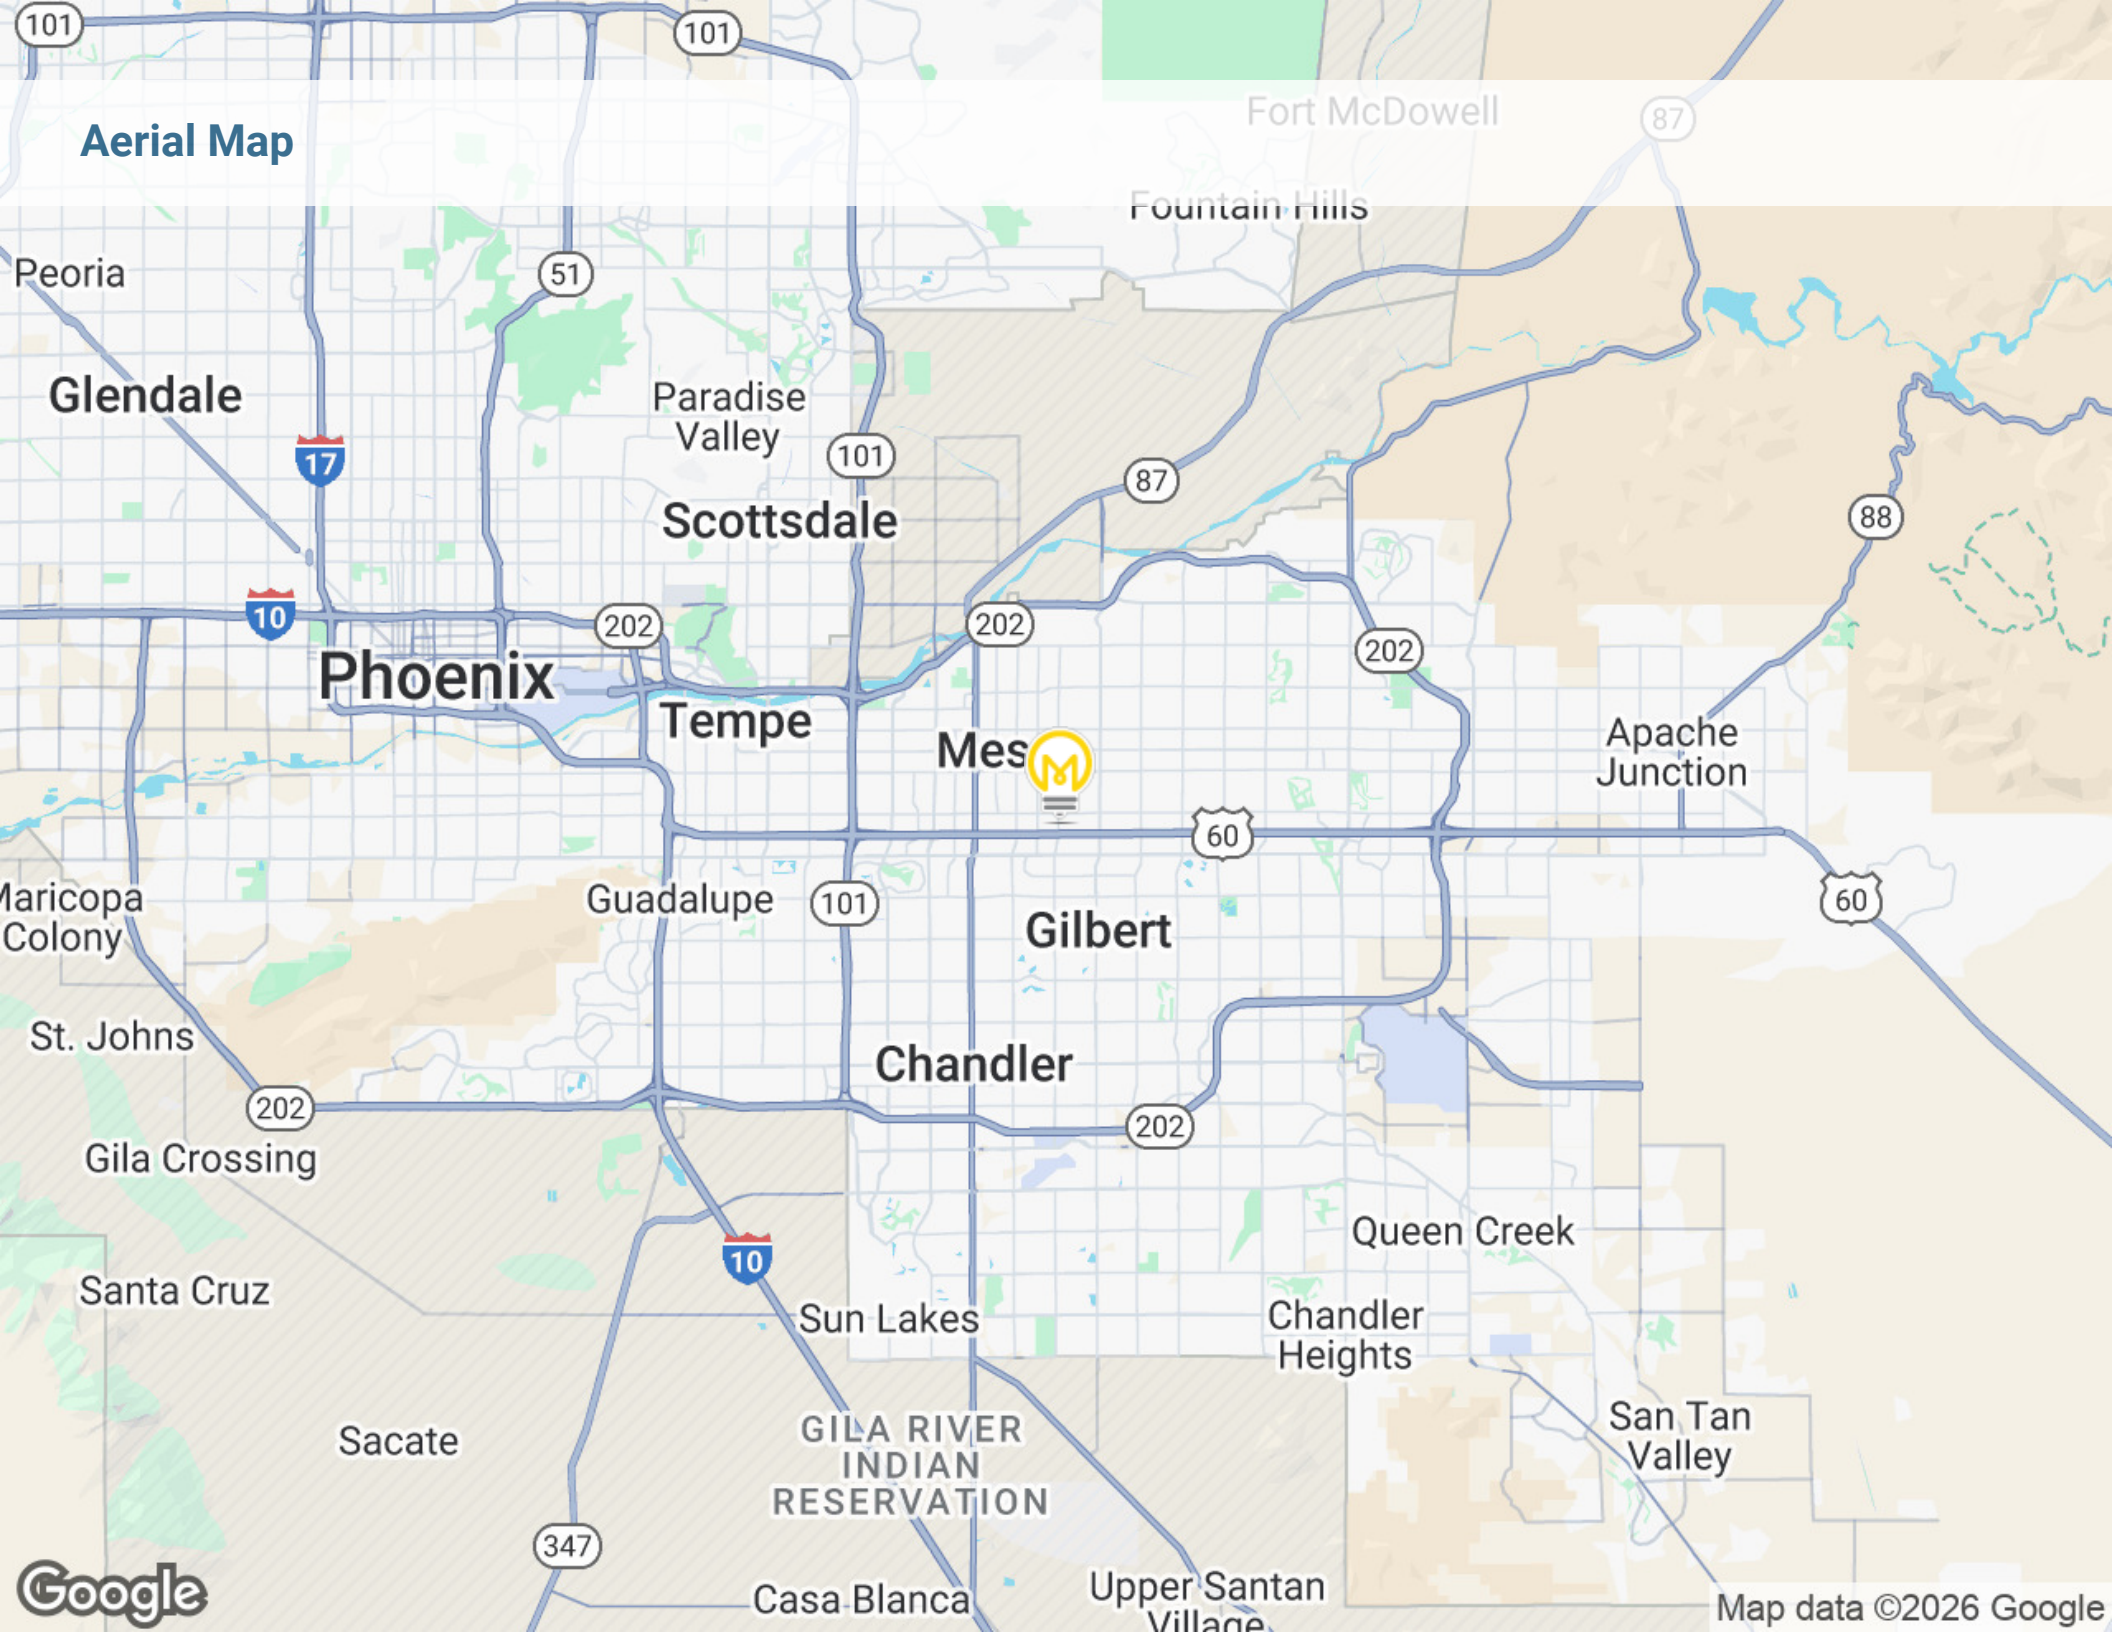 101
101
Fort McDowell
87
Aerial Map
Fountain Hills
Peoria
51
Glendale
Paradise
Valley
17
101
87
88
Scottsdale
10
202
202
202
Phoenix
Tempe
Mes
Apache
Junction
60
60
Maricopa
Colony
Guadalupe
101
Gilbert
St. Johns
Chandler
202
202
Gila Crossing
Queen Creek
10
Santa Cruz
Sun Lakes
Chandler
Heights
San Tan
Valley
Sacate
GILA RIVER
INDIAN
RESERVATION
347
Google
Casa Blanca
Upper Santan
Village
Map data ©2026 Google